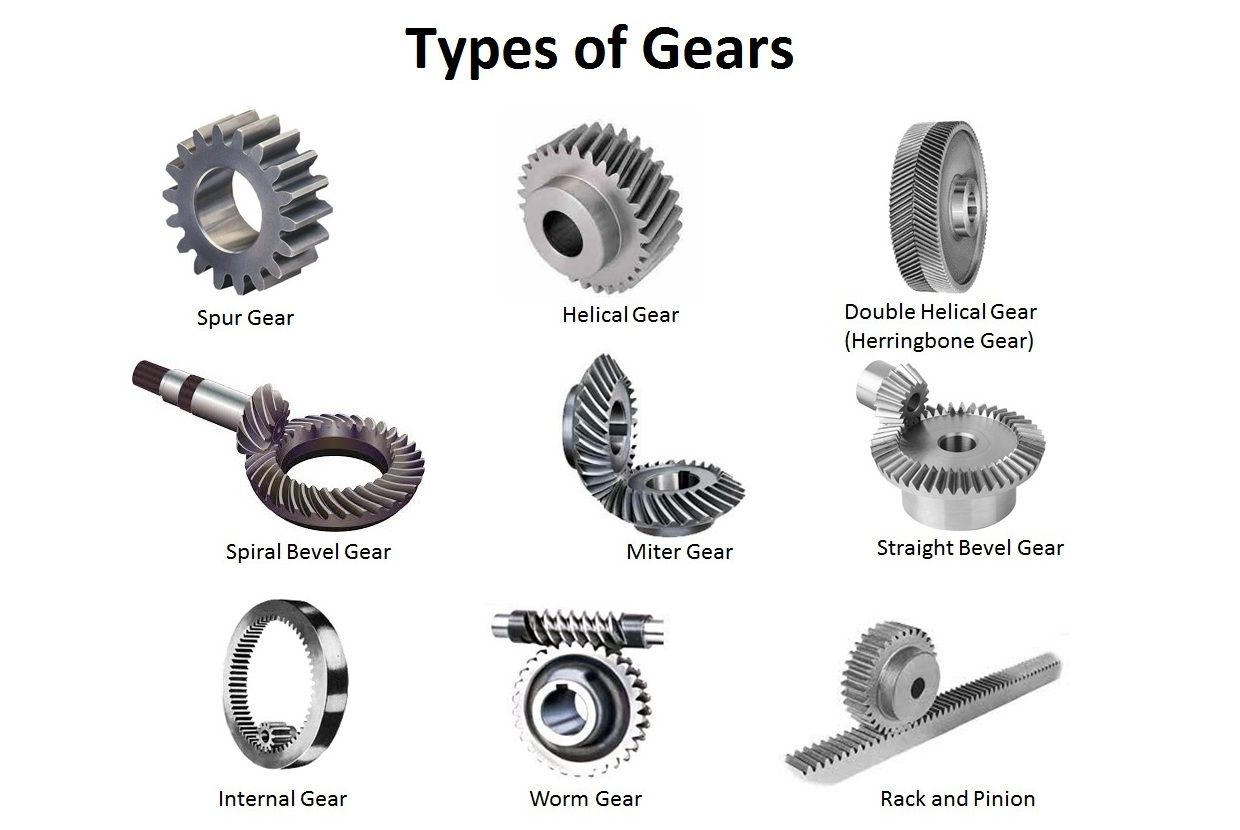 Types of Gears
Spur Gear
Helical Gear
Double Helical Gear
(Herringbone Gear)
Spiral Bevel Gear
Miter Gear
Straight Bevel Gear
Internal Gear
Worm Gear
Rack and Pinion